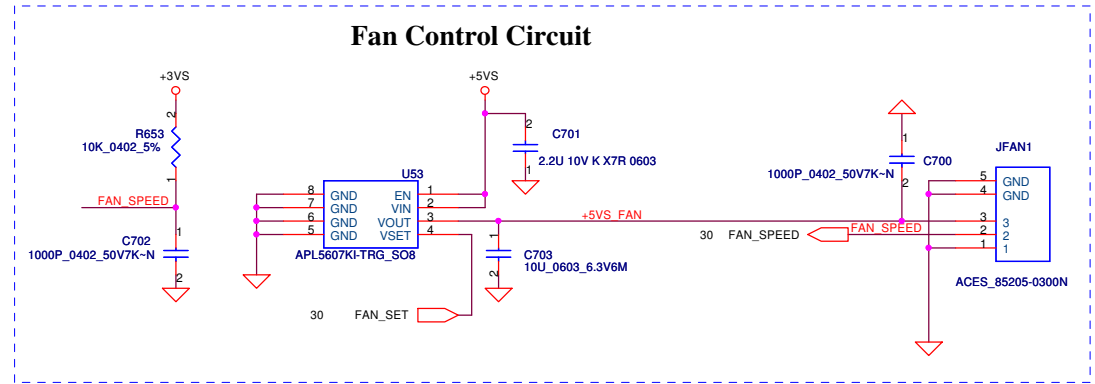 Fan Control Circuit
+3VS
+5VS
2
R653
10K_0402_5%
1
FAN_SPEED
1
C702
1000P_0402_50V7K~N
2
2
C701
2.2U 10V K X7R 0603
1
U53
8 GND EN 1
7 GND VIN 2
6 GND VOUT 3
5 GND VSET 4
APL5607KI-TRG_SO8
+5VS_FAN
1
C703
10U_0603_6.3V6M
2
30 FAN_SET
1
C700
1000P_0402_50V7K~N
2
30 FAN_SPEED
FAN_SPEED
JFAN1
5 GND
4 GND
3 3
2 2
1 1
ACES_85205-0300N